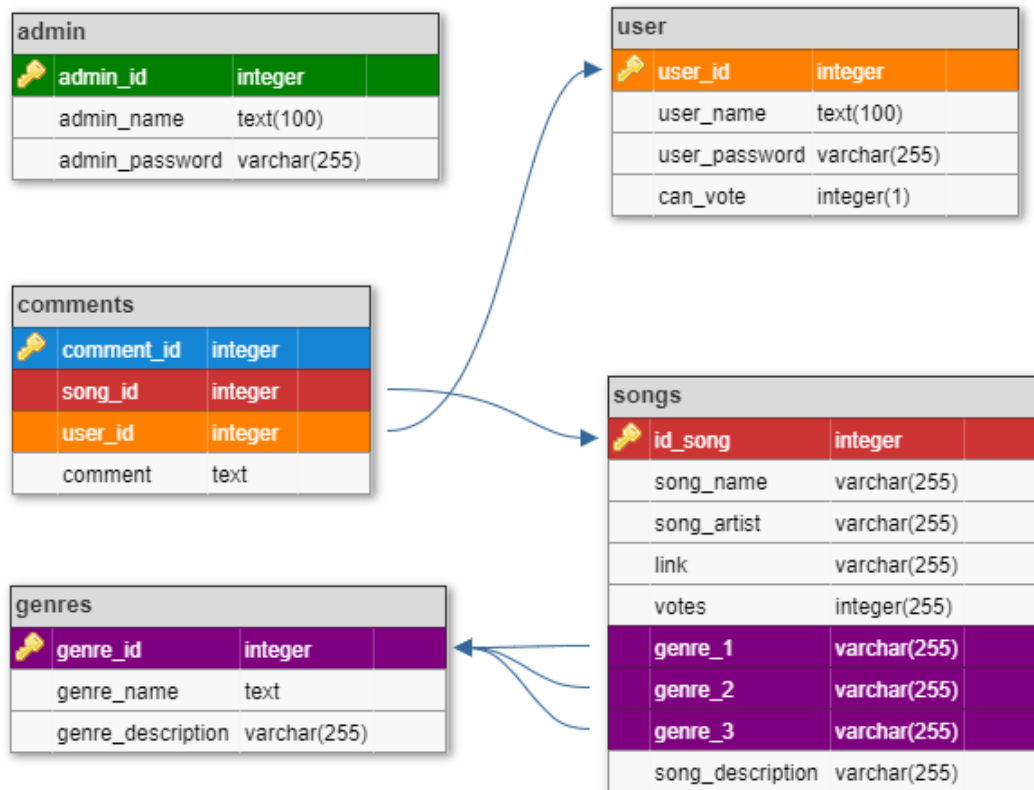 admin
admin_id integer
admin_name text(100)
admin_password varchar(255)
user
user_id integer
user_name text(100)
user_password varchar(255)
can_vote integer(1)
comments
comment_id integer
song_id integer
user_id integer
comment text
songs
id_song integer
song_name varchar(255)
song_artist varchar(255)
link varchar(255)
votes integer(255)
genre_1 varchar(255)
genre_2 varchar(255)
genre_3 varchar(255)
song_description varchar(255)
genres
genre_id integer
genre_name text
genre_description varchar(255)